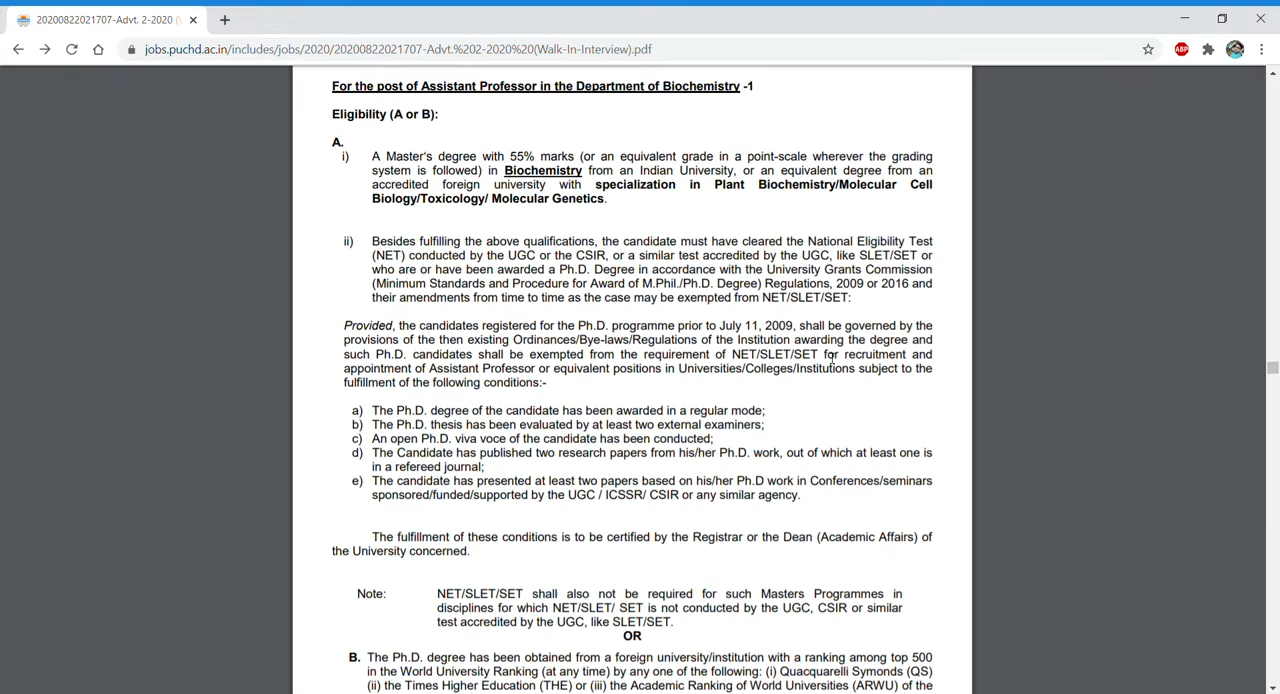 20200822021707-Advt. 2-2020 (
jobs.puchd.ac.in/includes/jobs/2020/20200822021707-Advt.%202-2020%20(Walk-In-Interview).pdf
ABP
For the post of Assistant Professor in the Department of Biochemistry -1
Eligibility (A or B):
A.
i) A Master's degree with 55% marks (or an equivalent grade in a point-scale wherever the grading
system is followed) in Biochemistry from an Indian University, or an equivalent degree from an
accredited foreign university with specialization in Plant Biochemistry/Molecular Cell
Biology/Toxicology/ Molecular Genetics.
ii) Besides fulfilling the above qualifications, the candidate must have cleared the National Eligibility Test
(NET) conducted by the UGC or the CSIR, or a similar test accredited by the UGC, like SLET/SET or
who are or have been awarded a Ph.D. Degree in accordance with the University Grants Commission
(Minimum Standards and Procedure for Award of M.Phil./Ph.D. Degree) Regulations, 2009 or 2016 and
their amendments from time to time as the case may be exempted from NET/SLET/SET:
Provided, the candidates registered for the Ph.D. programme prior to July 11, 2009, shall be governed by the
provisions of the then existing Ordinances/Bye-laws/Regulations of the Institution awarding the degree and
such Ph.D. candidates shall be exempted from the requirement of NET/SLET/SET for recruitment and
appointment of Assistant Professor or equivalent positions in Universities/Colleges/Institutions subject to the
fulfillment of the following conditions:-
a) The Ph.D. degree of the candidate has been awarded in a regular mode;
b) The Ph.D. thesis has been evaluated by at least two external examiners;
c) An open Ph.D. viva voce of the candidate has been conducted;
d) The Candidate has published two research papers from his/her Ph.D. work, out of which at least one is
in a refereed journal;
e) The candidate has presented at least two papers based on his/her Ph.D work in Conferences/seminars
sponsored/funded/supported by the UGC / ICSSR/ CSIR or any similar agency.
The fulfillment of these conditions is to be certified by the Registrar or the Dean (Academic Affairs) of
the University concerned.
Note: NET/SLET/SET shall also not be required for such Masters Programmes in
disciplines for which NET/SLET/ SET is not conducted by the UGC, CSIR or similar
test accredited by the UGC, like SLET/SET.
OR
B. The Ph.D. degree has been obtained from a foreign university/institution with a ranking among top 500
in the World University Ranking (at any time) by any one of the following: (i) Quacquarelli Symonds (QS)
(ii) the Times Higher Education (THE) or (iii) the Academic Ranking of World Universities (ARWU) of the